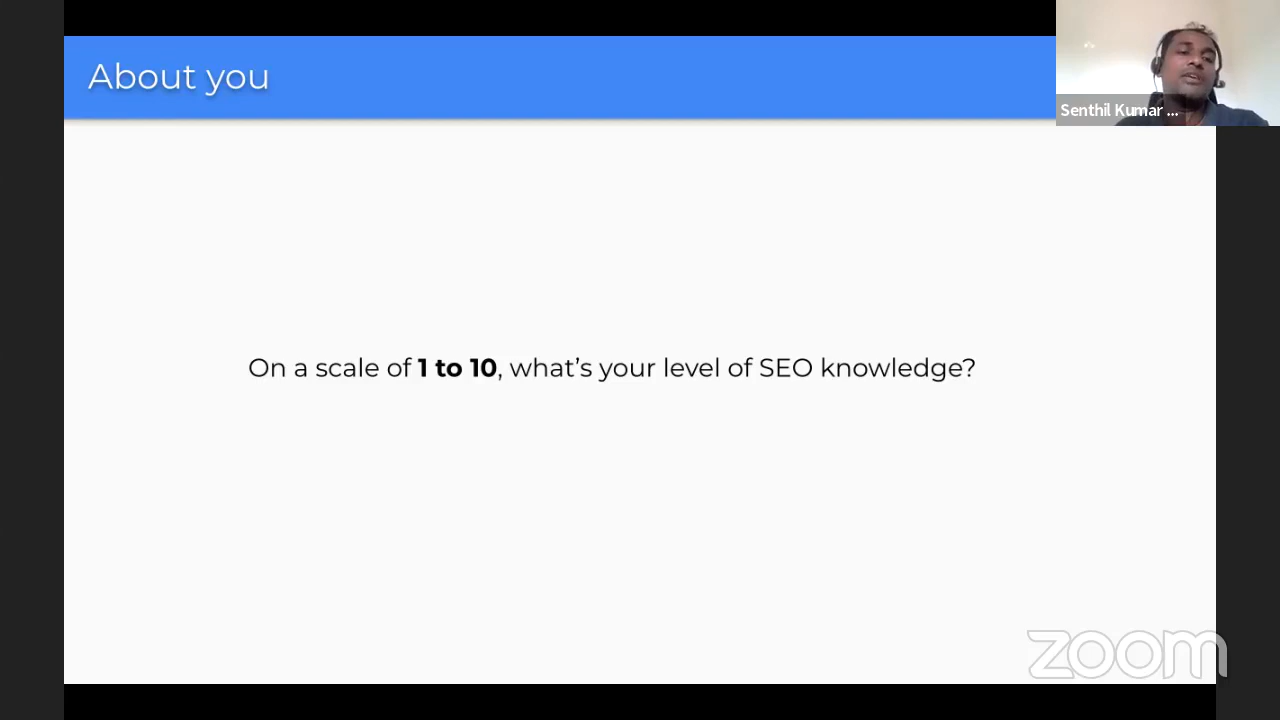 About you
Senthil Kumar ...
On a scale of 1 to 10, what’s your level of SEO knowledge?
zoom